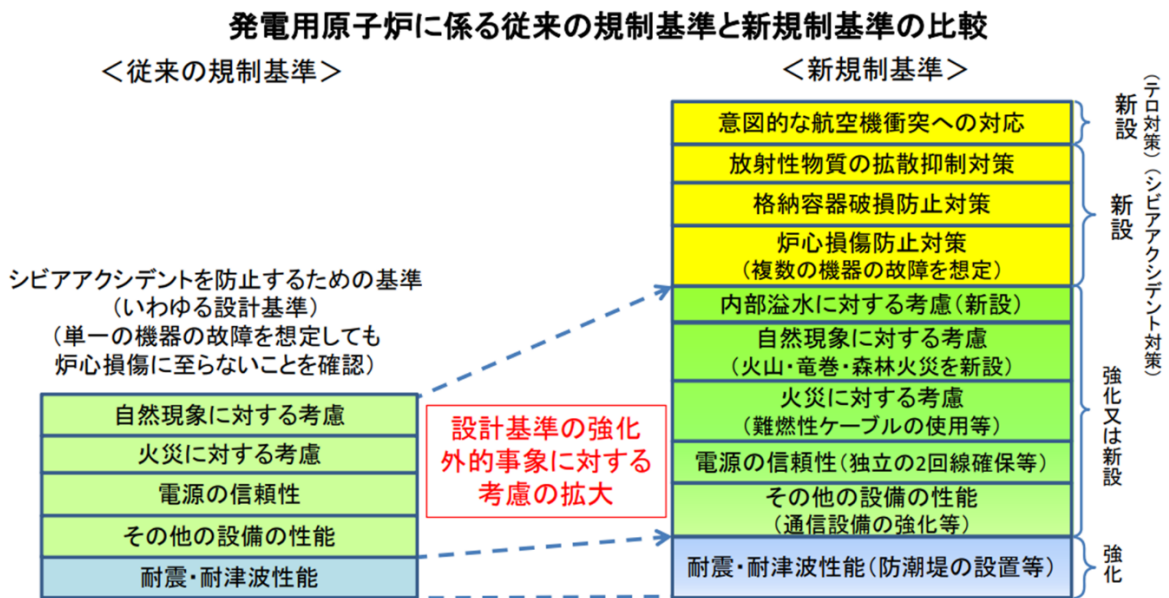 発電用原子炉に係る従来の規制基準と新規制基準の比較
＜従来の規制基準＞
シビアアクシデントを防止するための基準
(いわゆる設計基準)
(単一の機器の故障を想定しても
炉心損傷に至らないことを確認)
自然現象に対する考慮
火災に対する考慮
電源の信頼性
その他の設備の性能
耐震・耐津波性能
設計基準の強化
外的事象に対する
考慮の拡大
＜新規制基準＞
意図的な航空機衝突への対応
放射性物質の拡散抑制対策
格納容器破損防止対策
炉心損傷防止対策
(複数の機器の故障を想定)
内部溢水に対する考慮(新設)
自然現象に対する考慮
(火山・竜巻・森林火災を新設)
火災に対する考慮
(難燃性ケーブルの使用等)
電源の信頼性(独立の2回線確保等)
その他の設備の性能
(通信設備の強化等)
耐震・耐津波性能(防潮堤の設置等)
新設
(テロ対策)
新設
(シビアアクシデント対策)
強化又は新設
強化